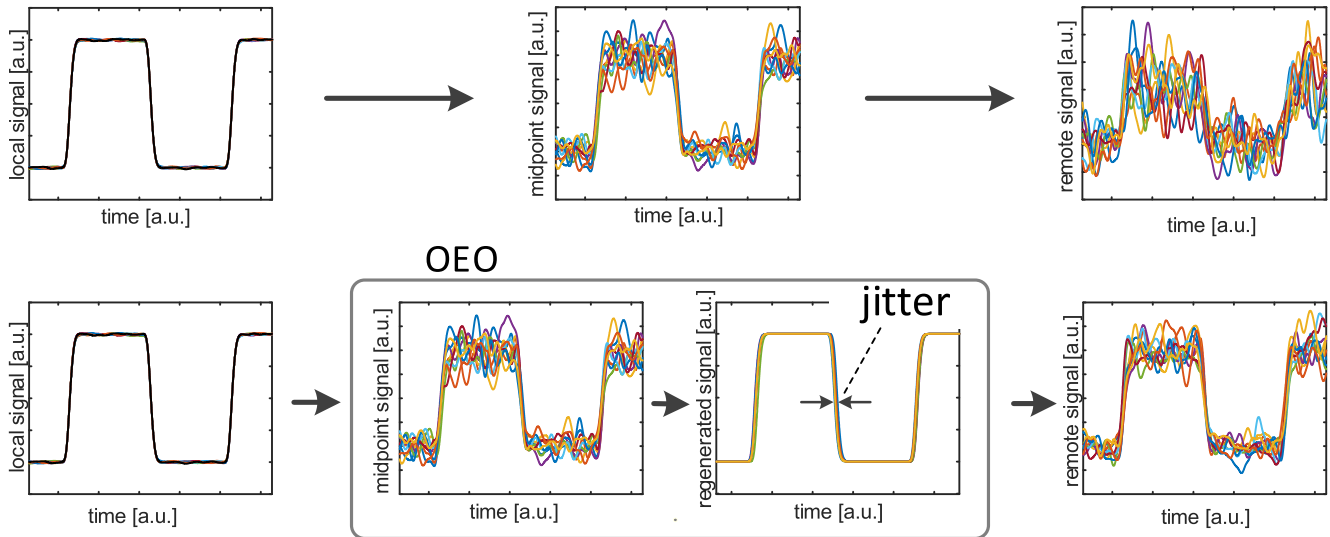 local signal [a.u.]
time [a.u.]
midpoint signal [a.u.]
time [a.u.]
remote signal [a.u.]
time [a.u.]
OEO
local signal [a.u.]
time [a.u.]
midpoint signal [a.u.]
time [a.u.]
regenerated signal [a.u.]
jitter
time [a.u.]
remote signal [a.u.]
time [a.u.]